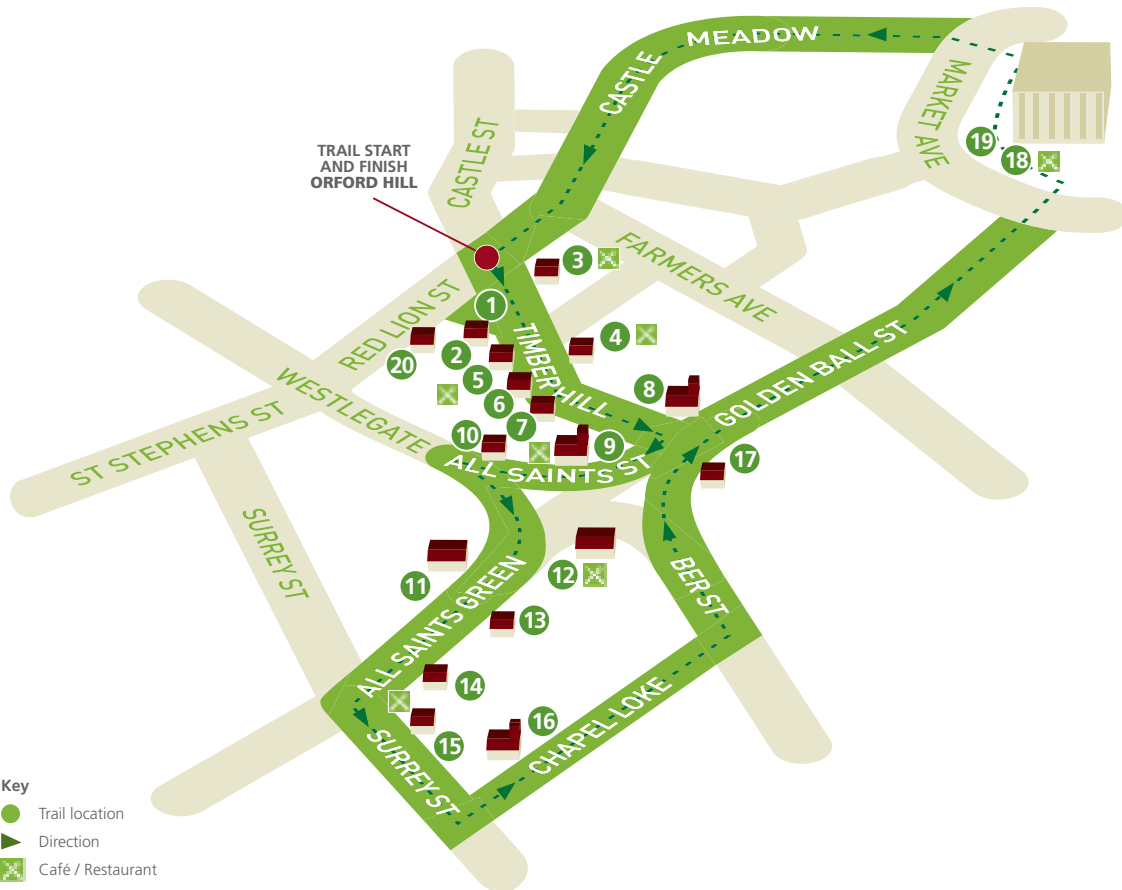 CASTLE MEADOW
MARKET AVE
CASTLE ST
TRAIL START
AND FINISH
ORFORD HILL
19
18
FARMERS AVE
3
1
RED LION ST
TIMBER HILL
4
2
20
5
6
7
8
GOLDEN BALL ST
WESTLEGATE
ST STEPHENS ST
10
9
ALL SAINTS ST
17
SURREY ST
11
12
BER ST
ALL SAINTS GREEN
13
14
15
16
SURREY ST
CHAPEL LOKE
Key
Trail location
Direction
Café / Restaurant